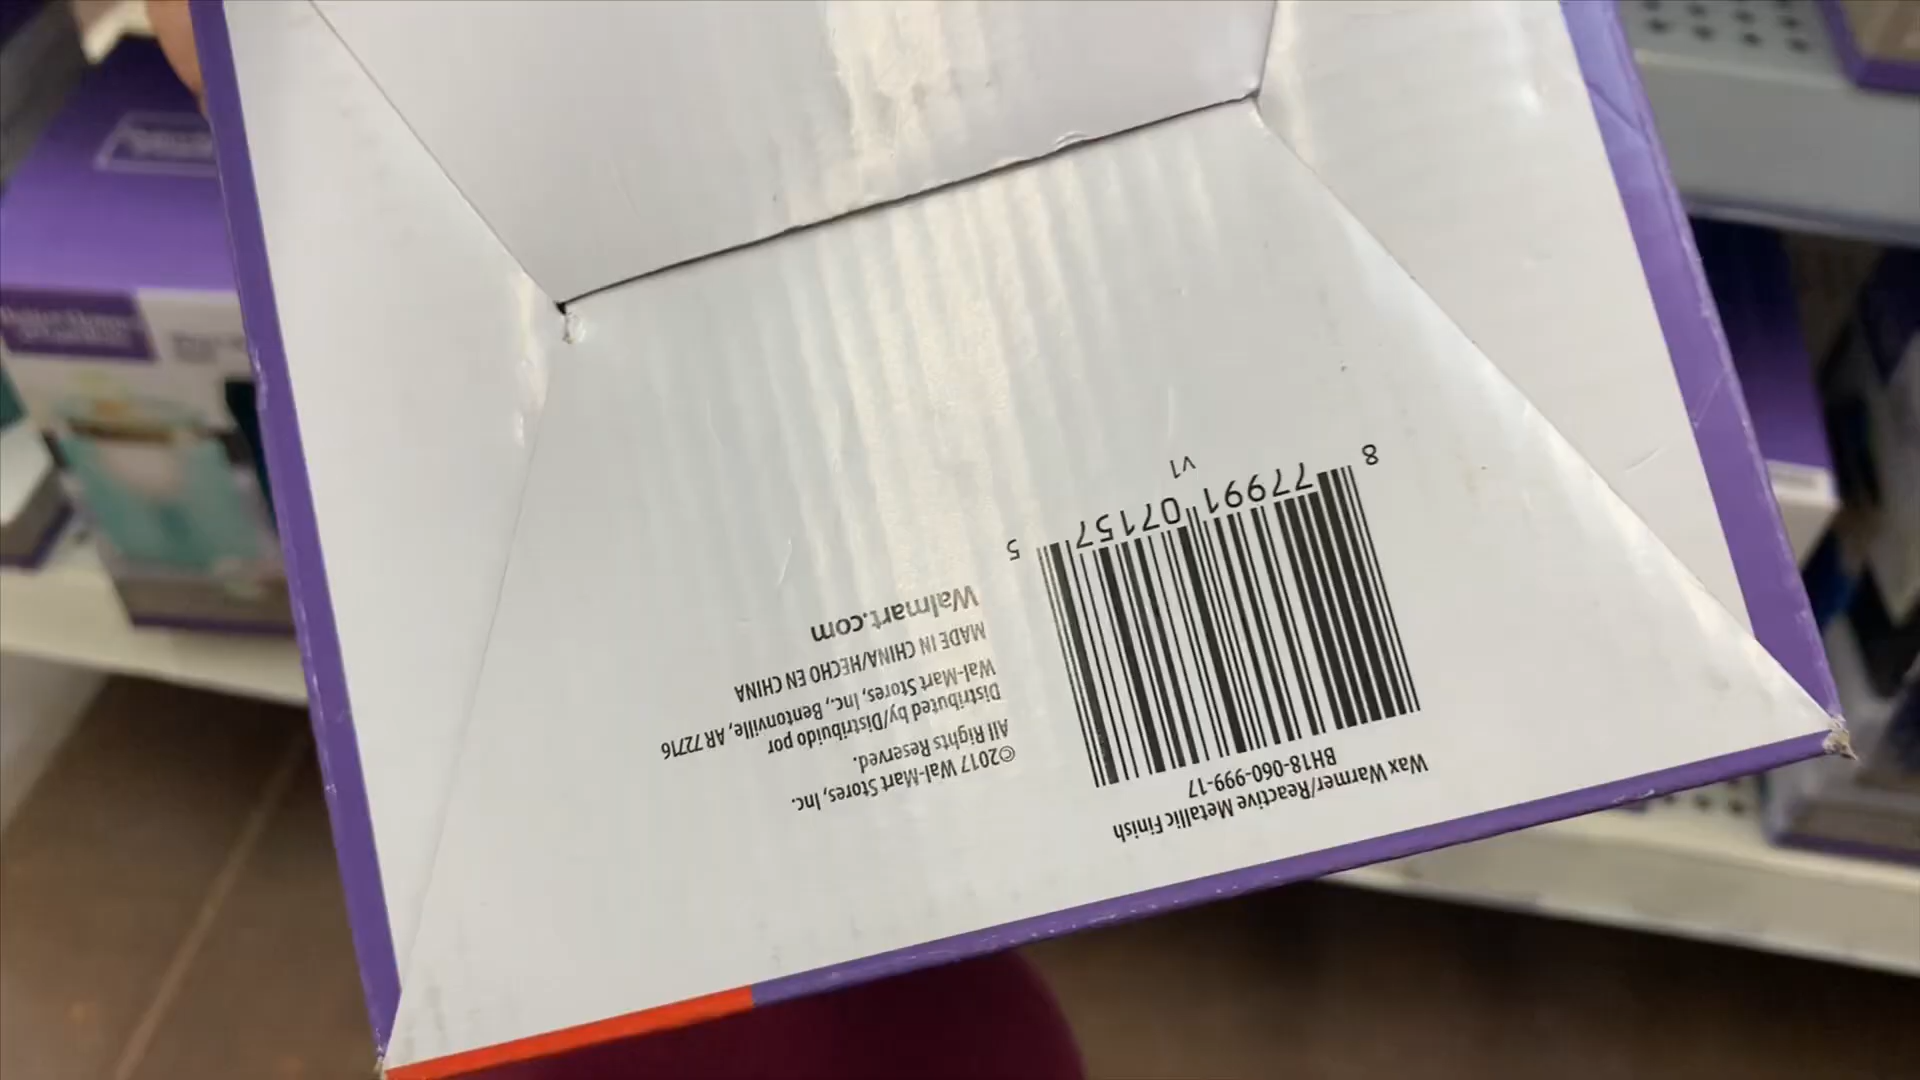 Wax Warmer/Reactive Metallic Finish
BH18-060-999-17
8 77991 07157 5
v1
©2017 Wal-Mart Stores, Inc.
All Rights Reserved.
Distributed by/Distribuido por
Wal-Mart Stores, Inc., Bentonville, AR 72716
MADE IN CHINA/HECHO EN CHINA
Walmart.com